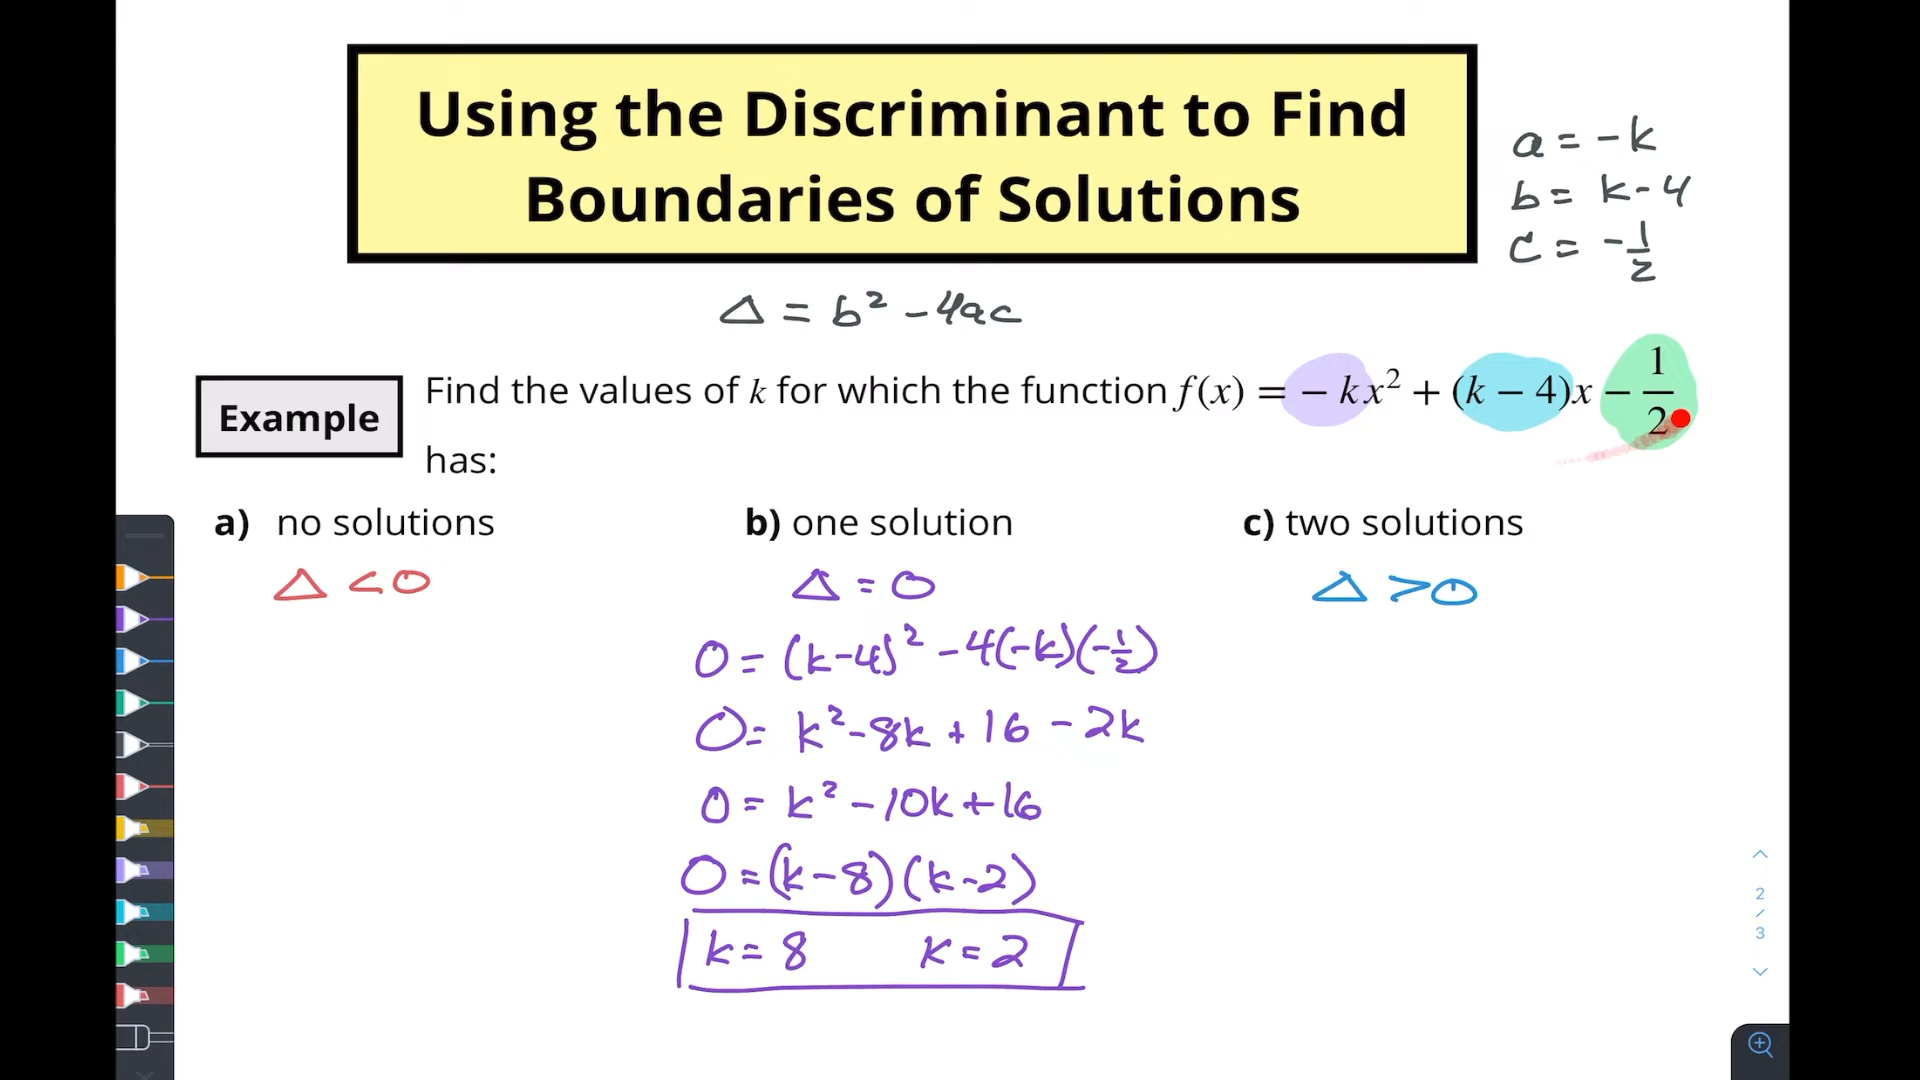 Using the Discriminant to Find
Boundaries of Solutions
a = -k
b = k-4
c = -1/2
Δ = b² - 4ac
Example
Find the values of k for which the function f(x) = − kx² + (k − 4)x − 1/2
has:
a) no solutions
Δ < 0
b) one solution
Δ = 0
0 = (k-4)² - 4(-k)(-1/2)
0 = k² - 8k + 16 - 2k
0 = k² - 10k + 16
0 = (k-8)(k-2)
k = 8 k = 2
c) two solutions
Δ > 0
2
/
3